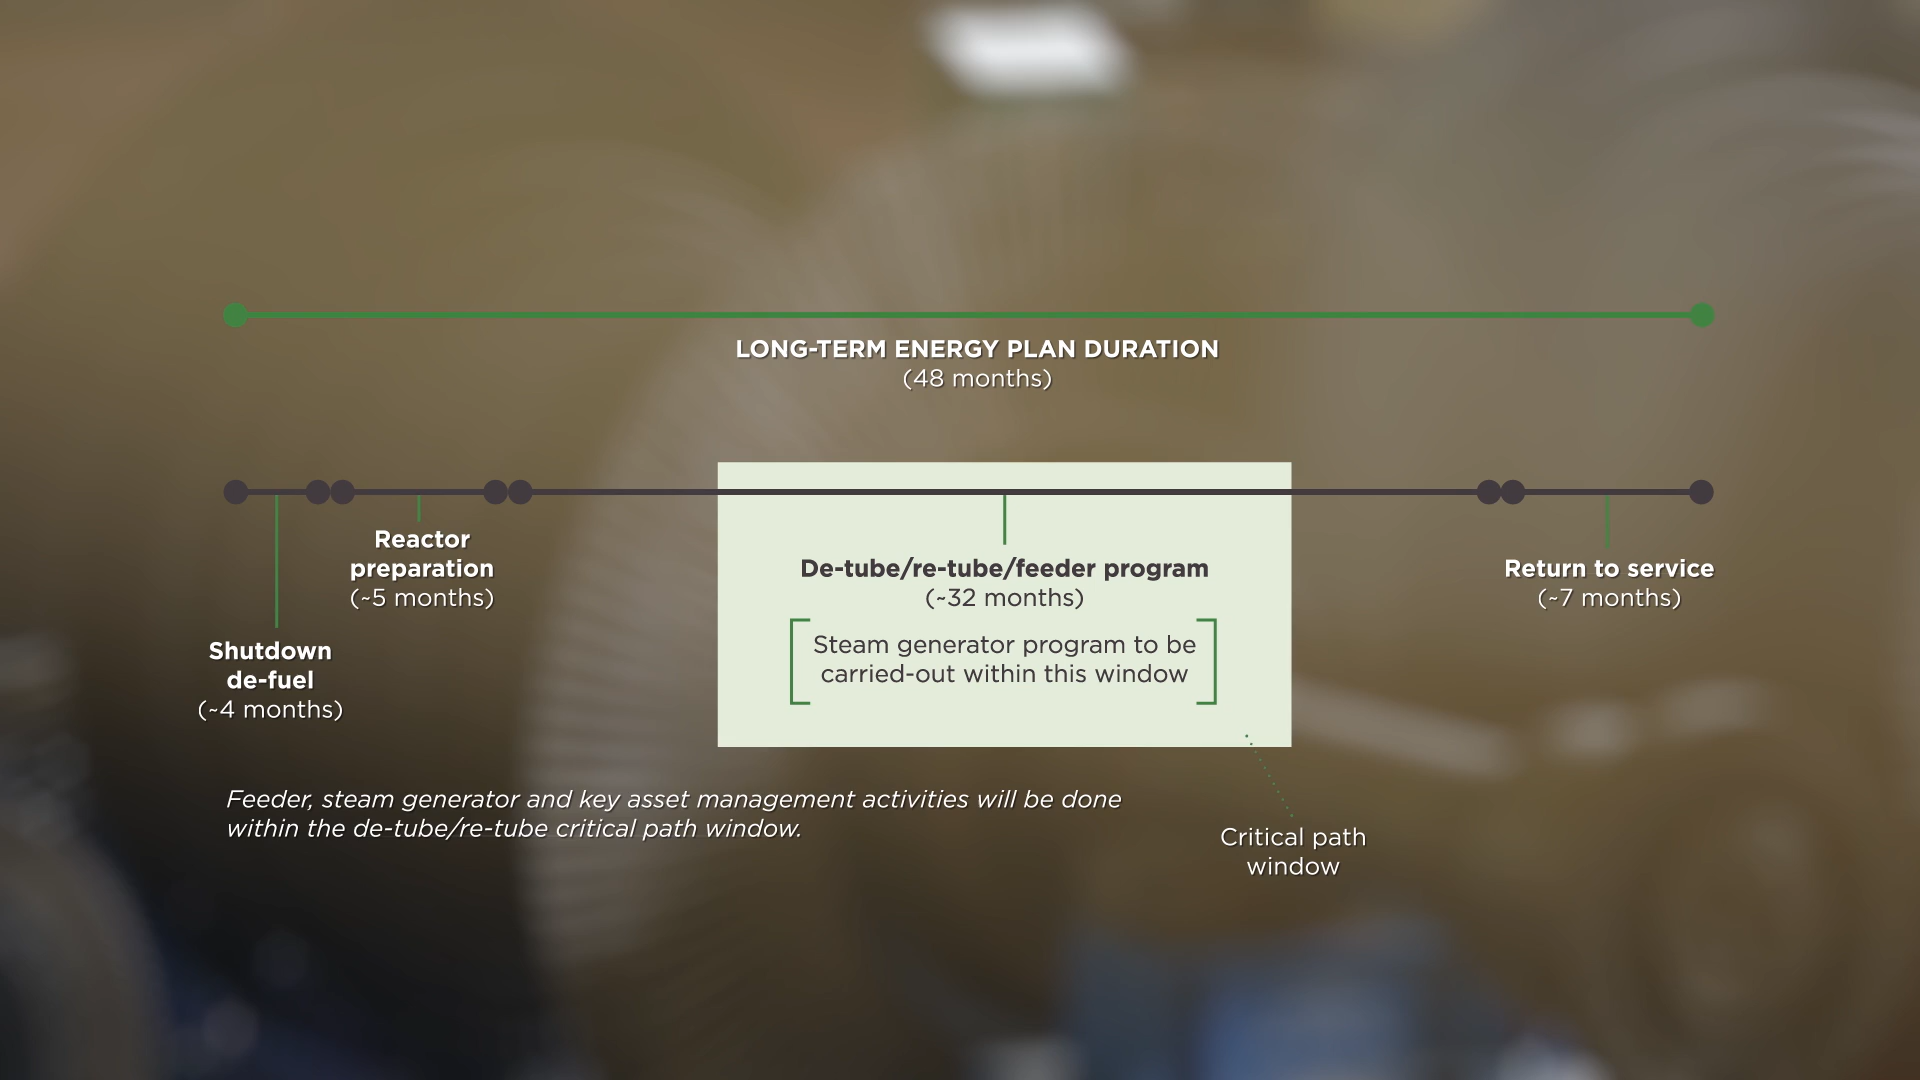 LONG-TERM ENERGY PLAN DURATION
(48 months)
Reactor
preparation
(~5 months)
Shutdown
de-fuel
(~4 months)
De-tube/re-tube/feeder program
(~32 months)
Steam generator program to be
carried-out within this window
Return to service
(~7 months)
Feeder, steam generator and key asset management activities will be done
within the de-tube/re-tube critical path window.
Critical path
window